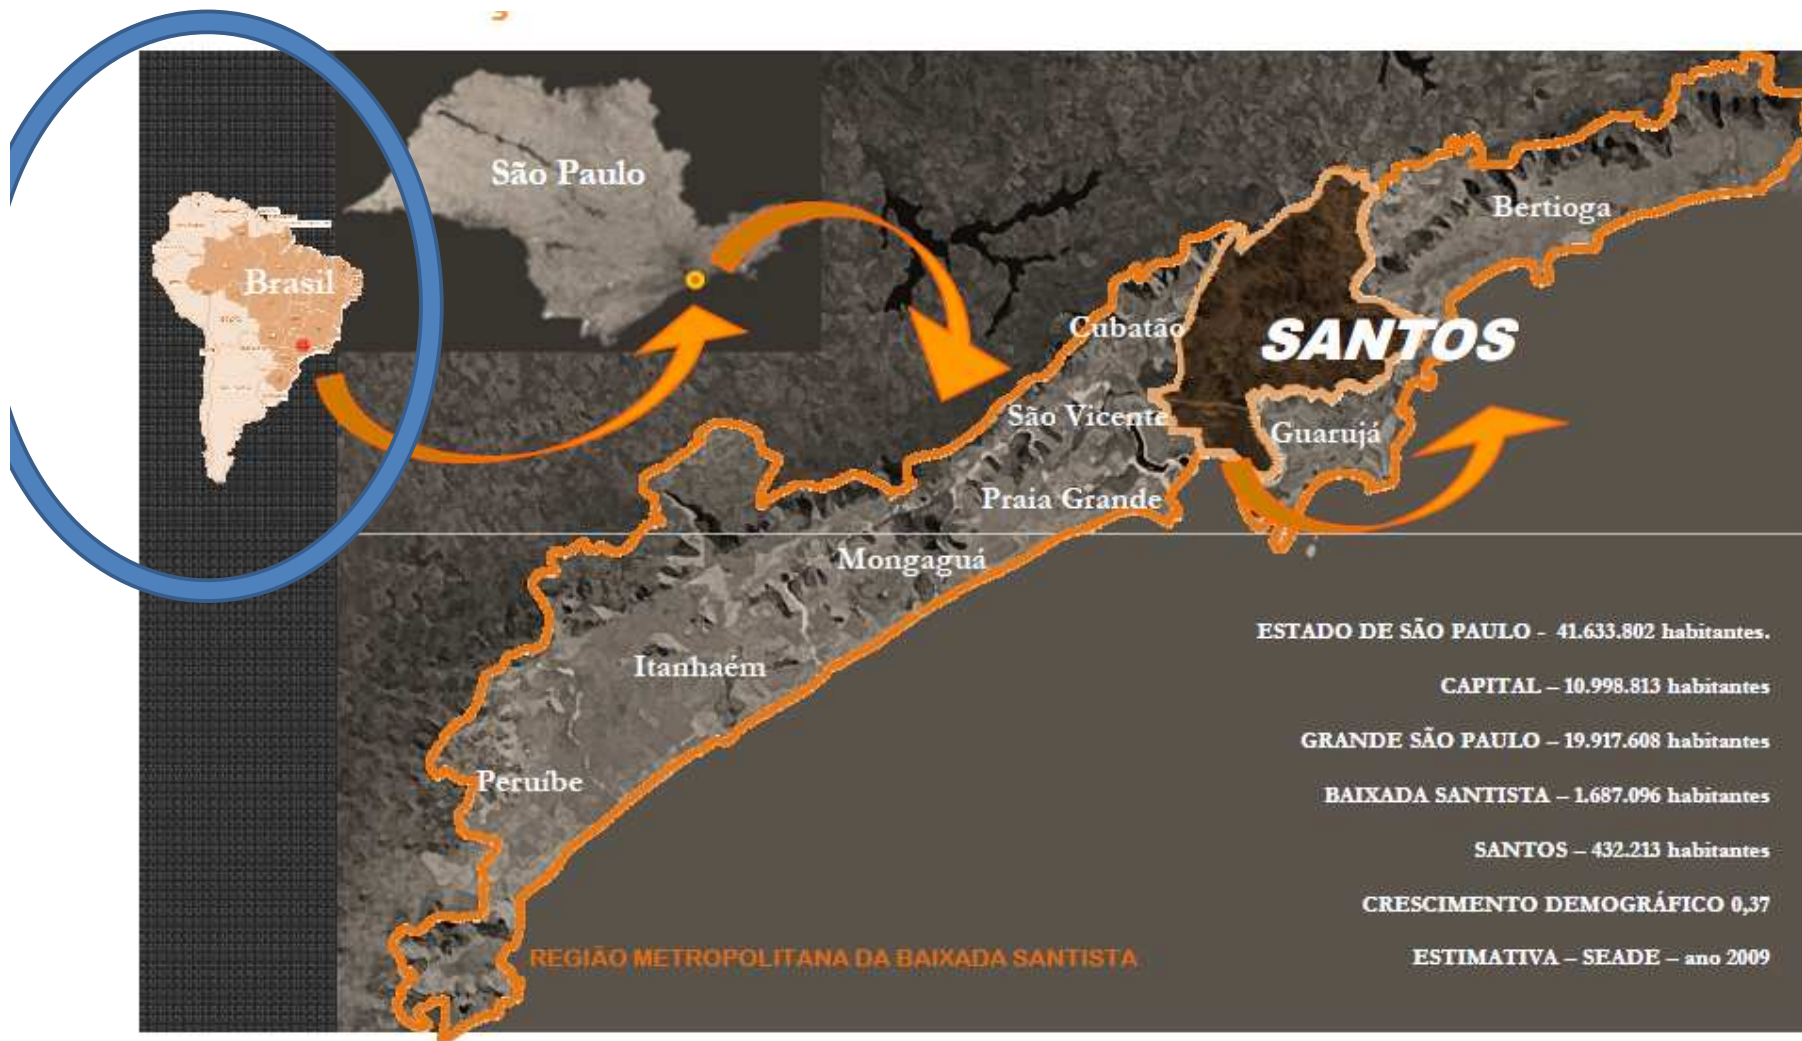 São Paulo
Brasil
Bertioga
Cubatão
SANTOS
São Vicente
Guarujá
Praia Grande
Mongaguá
Itanhaém
Peruíbe
ESTADO DE SÃO PAULO - 41.633.802 habitantes.
CAPITAL – 10.998.813 habitantes
GRANDE SÃO PAULO – 19.917.608 habitantes
BAIXADA SANTISTA – 1.687.096 habitantes
SANTOS – 432.213 habitantes
CRESCIMENTO DEMOGRÁFICO 0,37
REGIÃO METROPOLITANA DA BAIXADA SANTISTA
ESTIMATIVA – SEADE – ano 2009